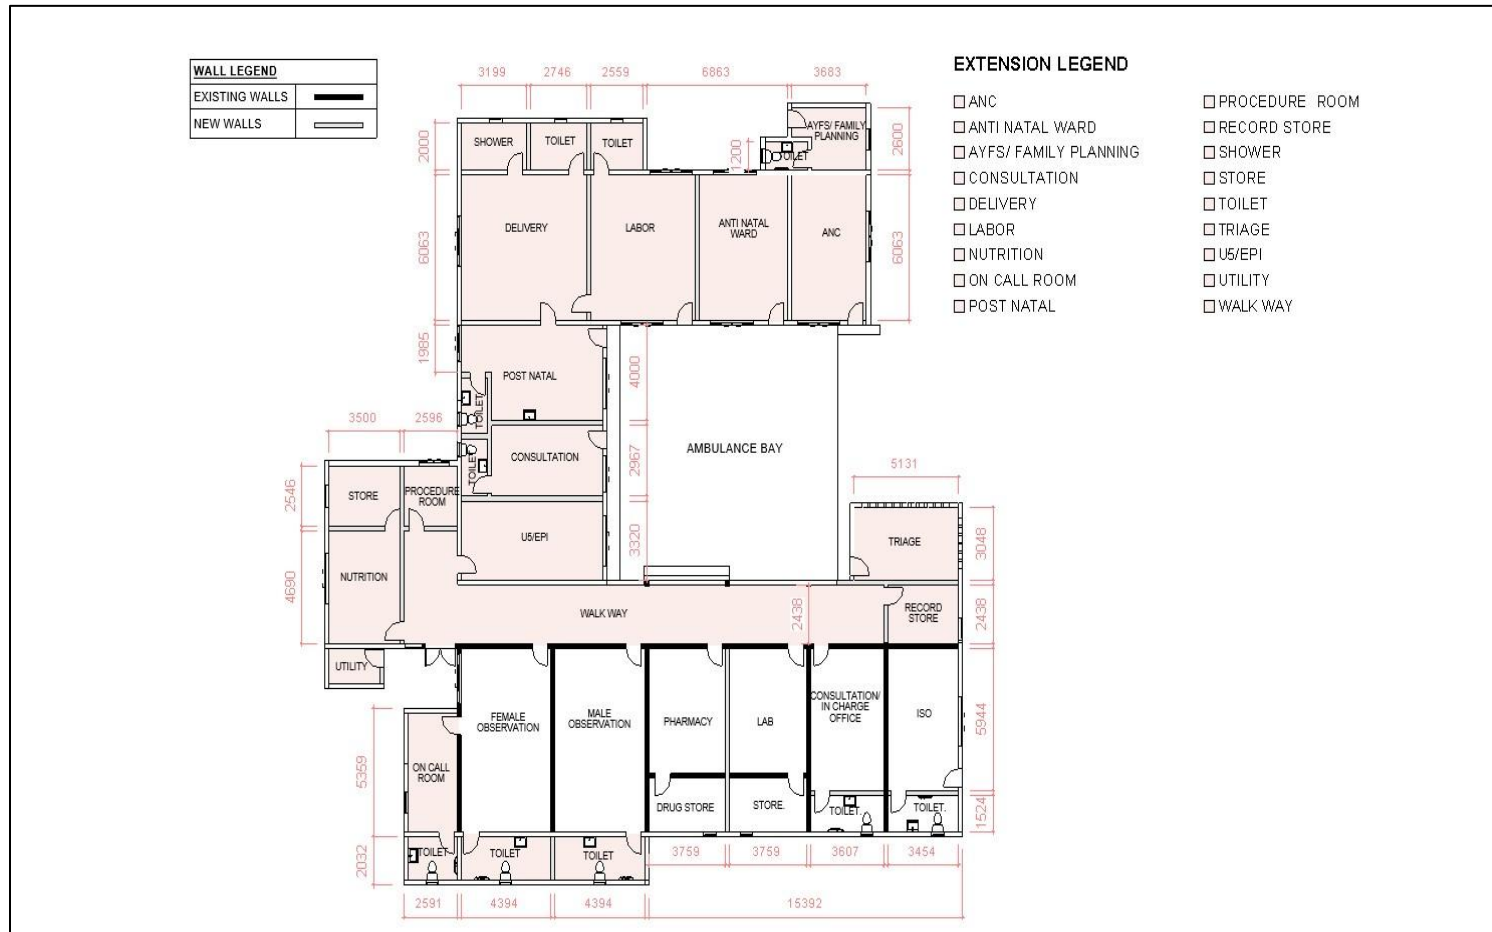 WALL LEGEND
EXISTING WALLS
NEW WALLS
EXTENSION LEGEND
ANC
ANTI NATAL WARD
AYFS/ FAMILY PLANNING
CONSULTATION
DELIVERY
LABOR
NUTRITION
ON CALL ROOM
POST NATAL
PROCEDURE ROOM
RECORD STORE
SHOWER
STORE
TOILET
TRIAGE
U5/EPI
UTILITY
WALK WAY
3199
2746
2559
6863
3683
2000
SHOWER
TOILET
TOILET
1200
TOILET
AYFS/ FAMILY
PLANNING
2600
6063
DELIVERY
LABOR
ANTI NATAL
WARD
ANC
6063
1985
POST NATAL
4000
TOILET
3500
2596
AMBULANCE BAY
TOILET
CONSULTATION
2967
5131
2546
STORE
PROCEDURE
ROOM
U5/EPI
3320
TRIAGE
3048
4690
NUTRITION
WALK WAY
2438
RECORD
STORE
2438
UTILITY
FEMALE
OBSERVATION
MALE
OBSERVATION
PHARMACY
LAB
CONSULTATION/
IN CHARGE
OFFICE
ISO
5944
5359
ON CALL
ROOM
DRUG STORE
STORE.
TOILET.
TOILET.
1524
2032
TOILET
TOILET
TOILET
3759
3759
3607
3454
2591
4394
4394
15392